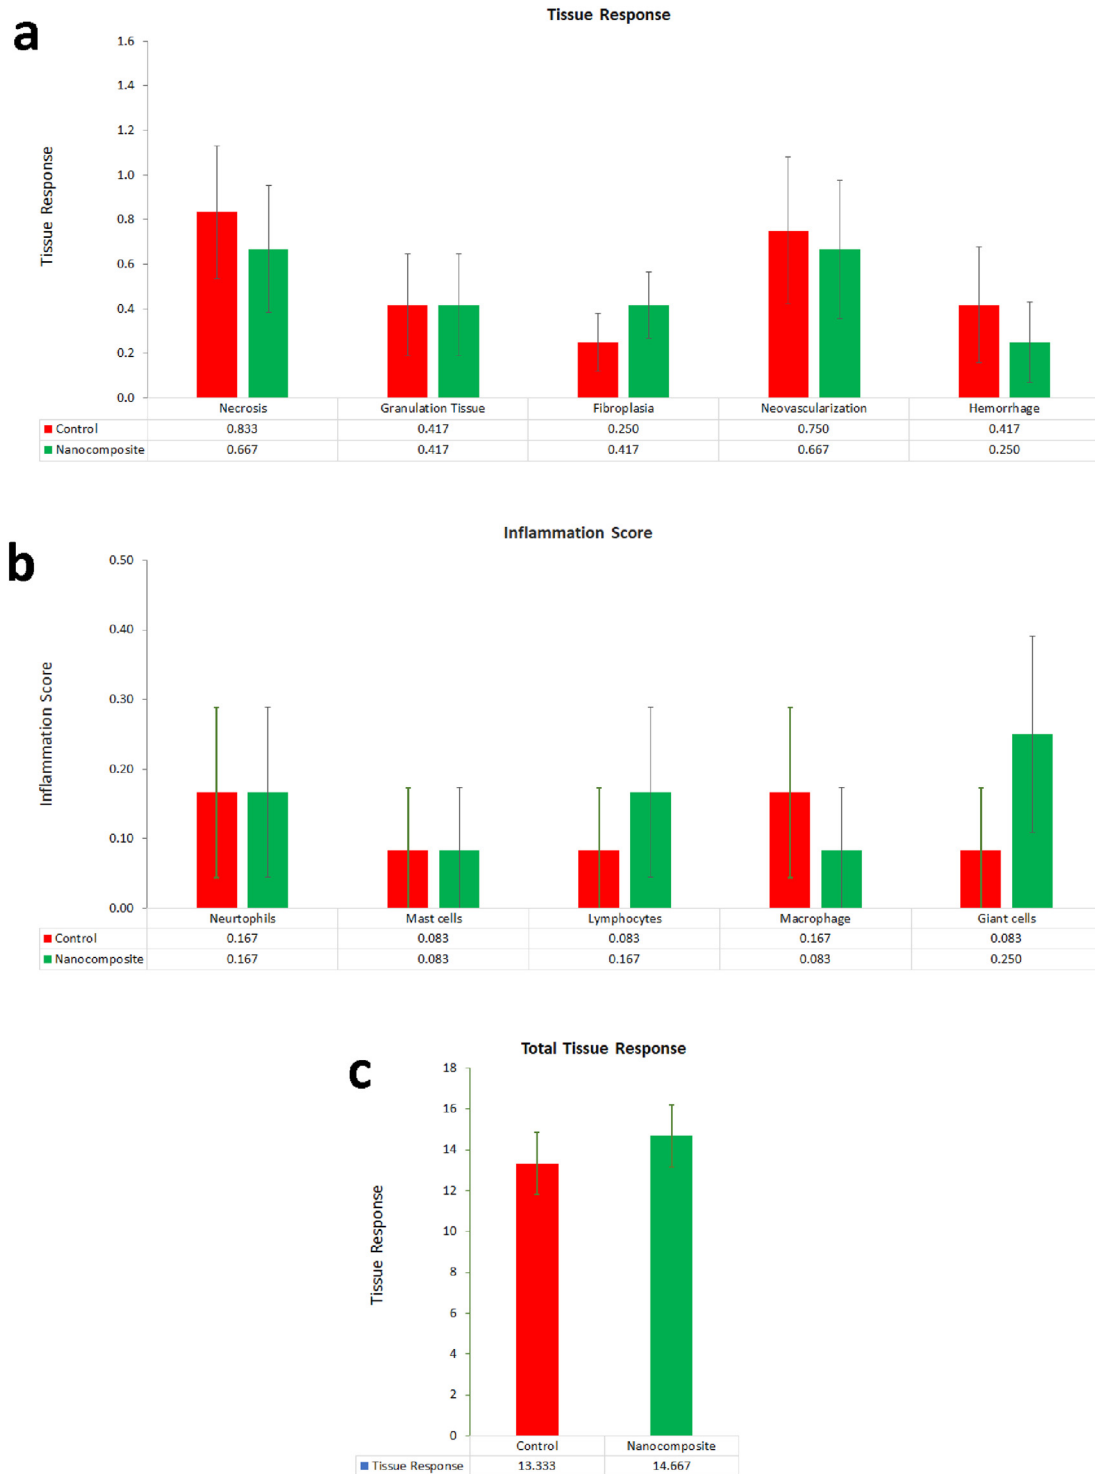 a
Tissue Response
Tissue Response
1.6
1.4
1.2
1.0
0.8
0.6
0.4
0.2
0.0
Necrosis Granulation Tissue Fibroplasia Neovascularization Hemorrhage
Control 0.833 0.417 0.250 0.750 0.417
Nanocomposite 0.667 0.417 0.417 0.667 0.250
b
Inflammation Score
Inflammation Score
0.50
0.40
0.30
0.20
0.10
0.00
Neurtophils Mast cells Lymphocytes Macrophage Giant cells
Control 0.167 0.083 0.083 0.167 0.083
Nanocomposite 0.167 0.083 0.167 0.083 0.250
c
Total Tissue Response
Tissue Response
18
16
14
12
10
8
6
4
2
0
Control Nanocomposite
Tissue Response 13.333 14.667